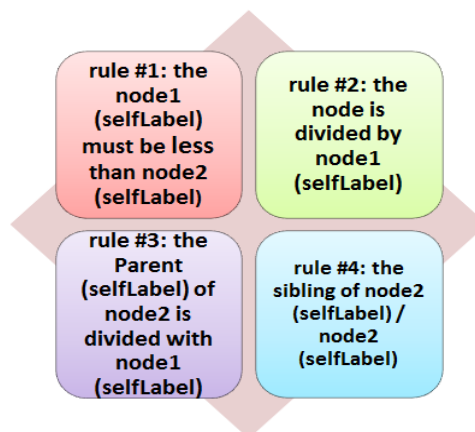 rule #1: the
node1
(selfLabel)
must be less
than node2
(selfLabel)
rule #2: the
node is
divided by
node1
(selfLabel)
rule #3: the
Parent
(selfLabel) of
node2 is
divided with
node1
(selfLabel)
rule #4: the
sibling of node2
(selfLabel) /
node2
(selfLabel)